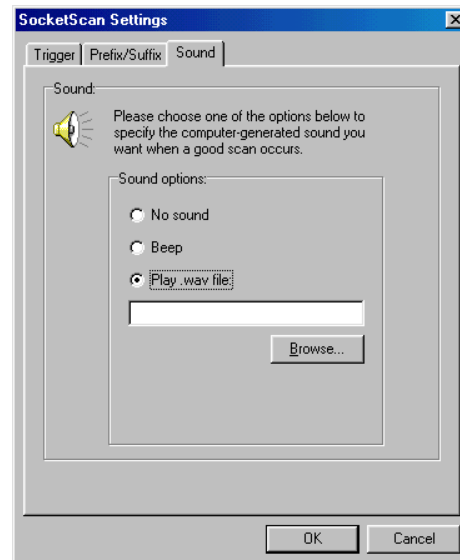 SocketScan Settings
Trigger Prefix/Suffix Sound
Sound:
Please choose one of the options below to
specify the computer-generated sound you
want when a good scan occurs.
Sound options:
No sound
Beep
Play .wav file:
Browse...
OK Cancel